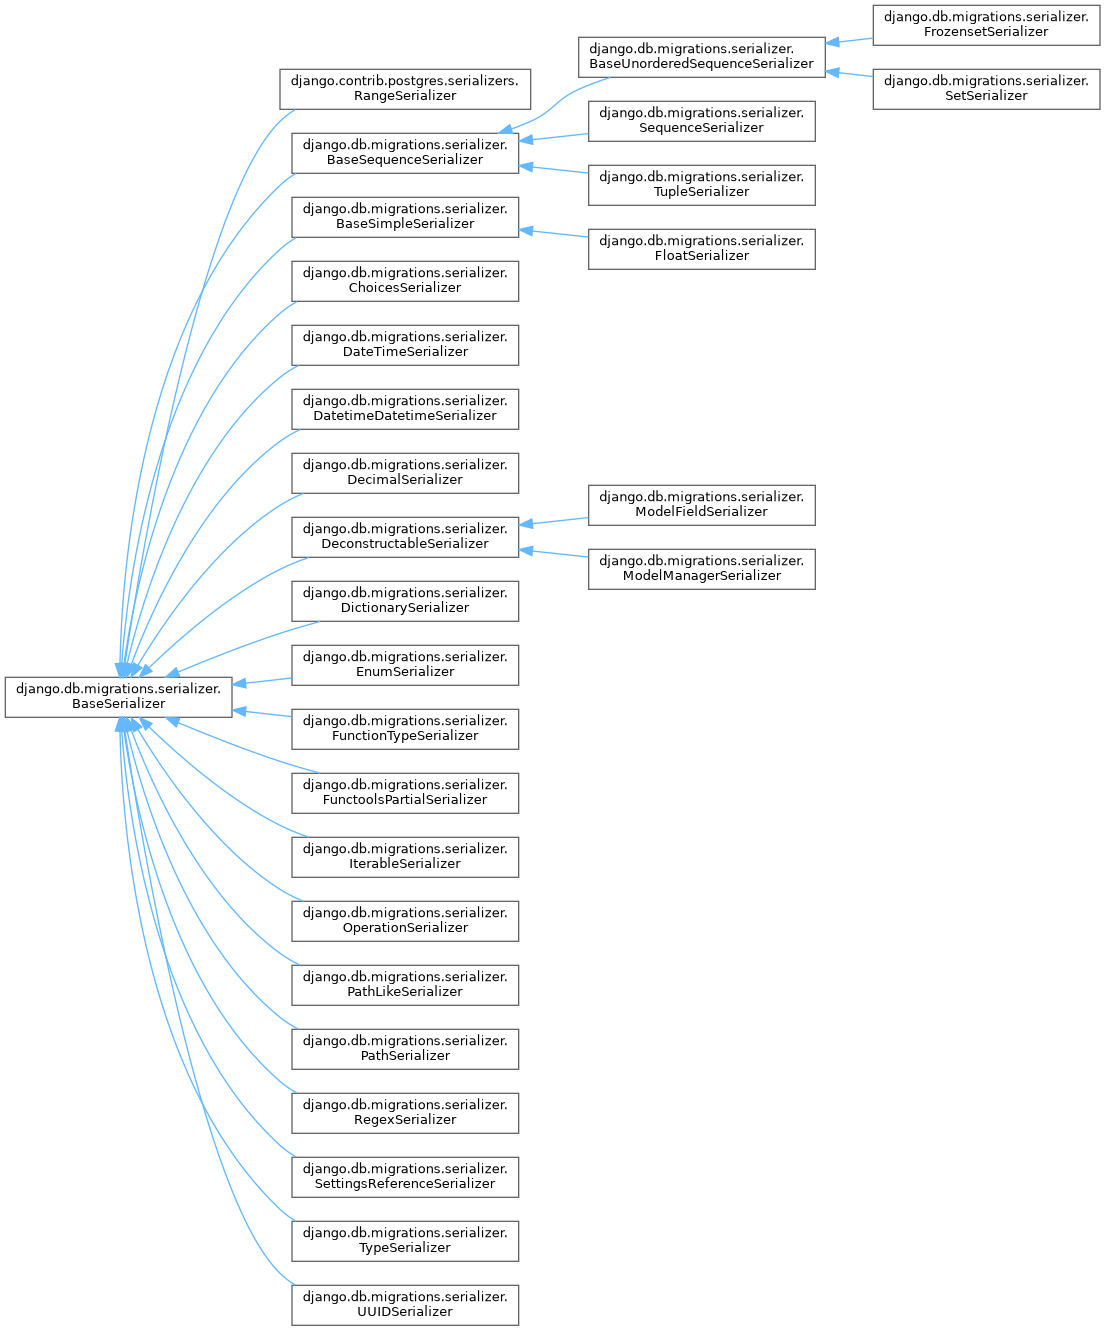 django.db.migrations.serializer.
BaseSerializer
django.contrib.postgres.serializers.
RangeSerializer
django.db.migrations.serializer.
BaseSequenceSerializer
django.db.migrations.serializer.
BaseSimpleSerializer
django.db.migrations.serializer.
ChoicesSerializer
django.db.migrations.serializer.
DateTimeSerializer
django.db.migrations.serializer.
DatetimeDatetimeSerializer
django.db.migrations.serializer.
DecimalSerializer
django.db.migrations.serializer.
DeconstructableSerializer
django.db.migrations.serializer.
DictionarySerializer
django.db.migrations.serializer.
EnumSerializer
django.db.migrations.serializer.
FunctionTypeSerializer
django.db.migrations.serializer.
FunctoolsPartialSerializer
django.db.migrations.serializer.
IterableSerializer
django.db.migrations.serializer.
OperationSerializer
django.db.migrations.serializer.
PathLikeSerializer
django.db.migrations.serializer.
PathSerializer
django.db.migrations.serializer.
RegexSerializer
django.db.migrations.serializer.
SettingsReferenceSerializer
django.db.migrations.serializer.
TypeSerializer
django.db.migrations.serializer.
UUIDSerializer
django.db.migrations.serializer.
BaseUnorderedSequenceSerializer
django.db.migrations.serializer.
SequenceSerializer
django.db.migrations.serializer.
TupleSerializer
django.db.migrations.serializer.
FloatSerializer
django.db.migrations.serializer.
ModelFieldSerializer
django.db.migrations.serializer.
ModelManagerSerializer
django.db.migrations.serializer.
FrozensetSerializer
django.db.migrations.serializer.
SetSerializer